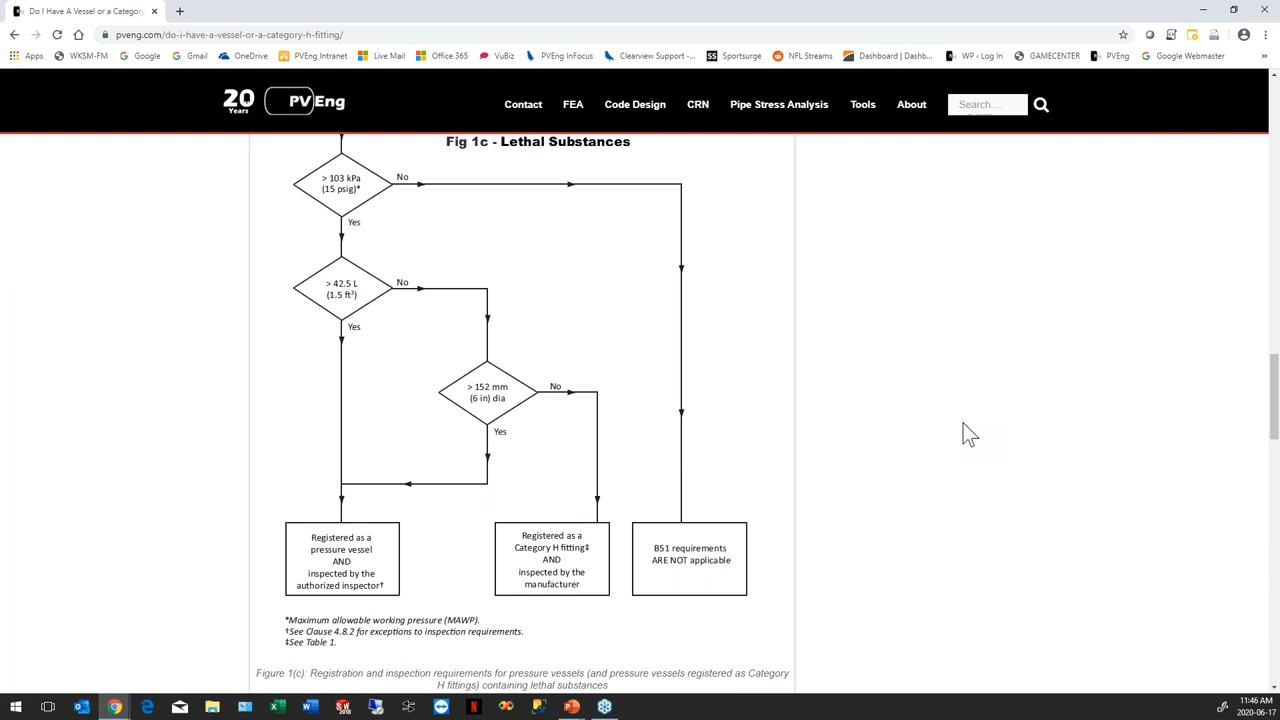 Do I Have A Vessel or a Category
pveng.com/do-i-have-a-vessel-or-a-category-h-fitting/
Apps WKSM-FM Google Gmail OneDrive PVEng Intranet Live Mail Office 365 VuBiz PVEng InFocus Clearview Support -... Sportsurge NFL Streams Dashboard | Dashb... WP ‹ Log In GAMECENTER PVEng Google Webmaster »
20 Years PVEng
Contact FEA Code Design CRN Pipe Stress Analysis Tools About Search....
Fig 1c - Lethal Substances
> 103 kPa
(15 psig)*
No
Yes
> 42.5 L
(1.5 ft³)
No
Yes
> 152 mm
(6 in) dia
No
Yes
Registered as a
pressure vessel
AND
inspected by the
authorized inspector†
Registered as a
Category H fitting‡
AND
inspected by the
manufacturer
B51 requirements
ARE NOT applicable
*Maximum allowable working pressure (MAWP).
†See Clause 4.8.2 for exceptions to inspection requirements.
‡See Table 1.
Figure 1(c): Registration and inspection requirements for pressure vessels (and pressure vessels registered as Category
H fittings) containing lethal substances
11:46 AM
2020-06-17